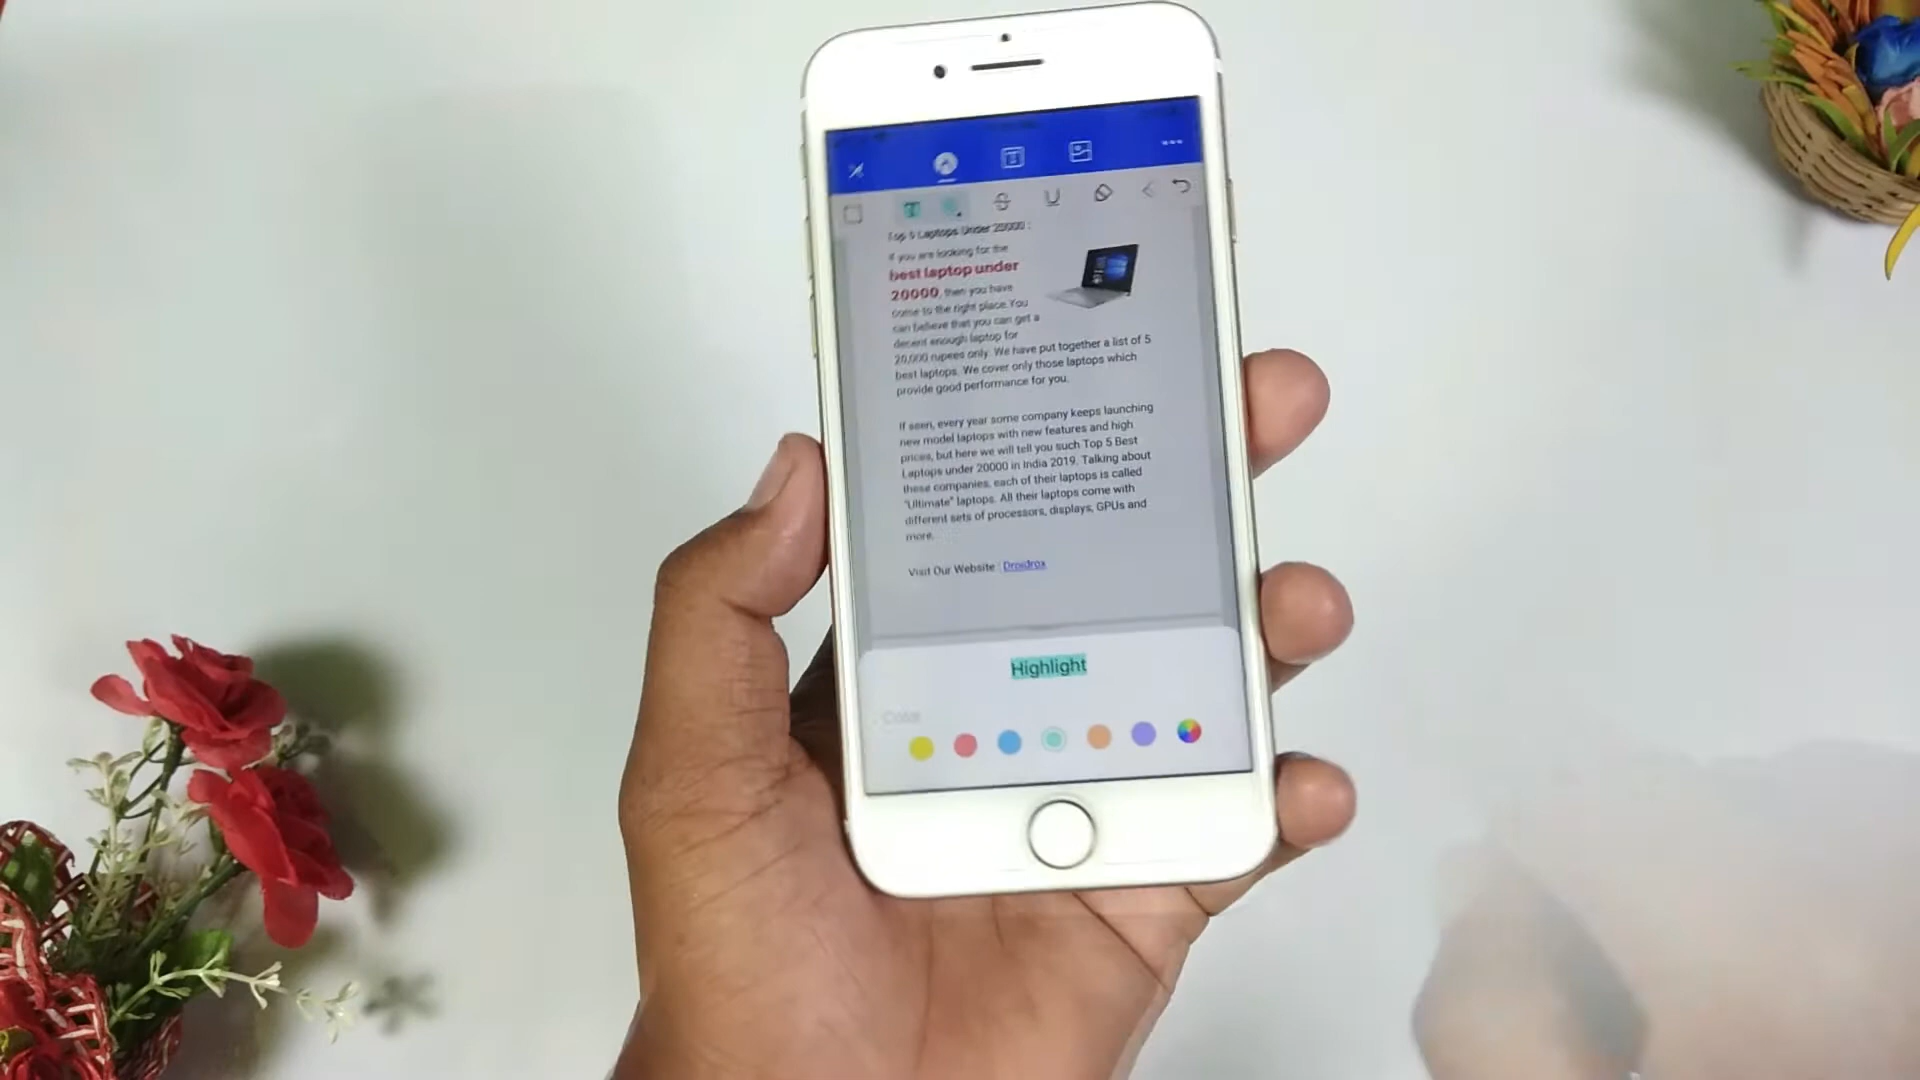 Top 5 Laptops Under 20000 :
If you are looking for the
best laptop under
20000, then you have
come to the right place. You
can believe that you can get a
decent enough laptop for
20,000 rupees only. We have put together a list of 5
best laptops. We cover only those laptops which
provide good performance for you.
If seen, every year some company keeps launching
new model laptops with new features and high
prices, but here we will tell you such Top 5 Best
Laptops under 20000 in India 2019. Talking about
these companies, each of their laptops is called
"Ultimate" laptops. All their laptops come with
different sets of processors, displays, GPUs and
more.
Visit Our Website : Droidrox
Highlight
Color